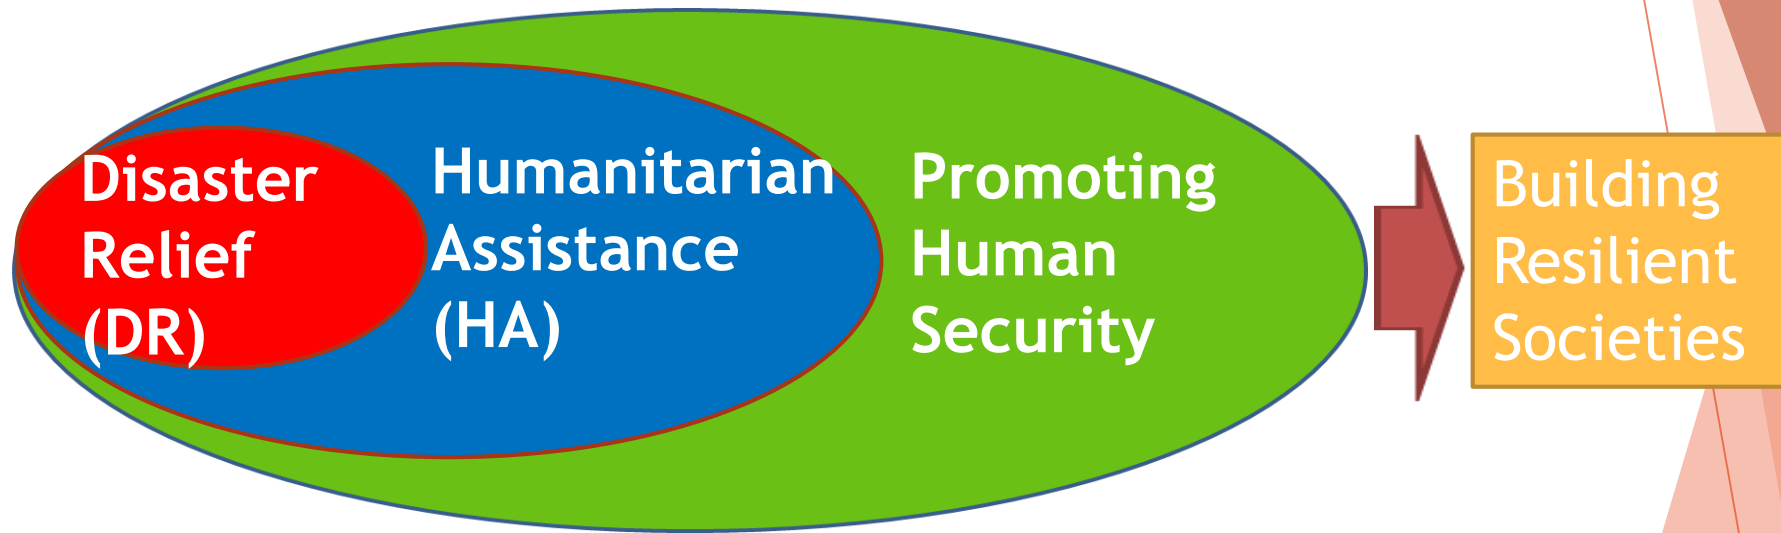 Disaster
Relief
(DR)
Humanitarian
Assistance
(HA)
Promoting
Human
Security
Building
Resilient
Societies